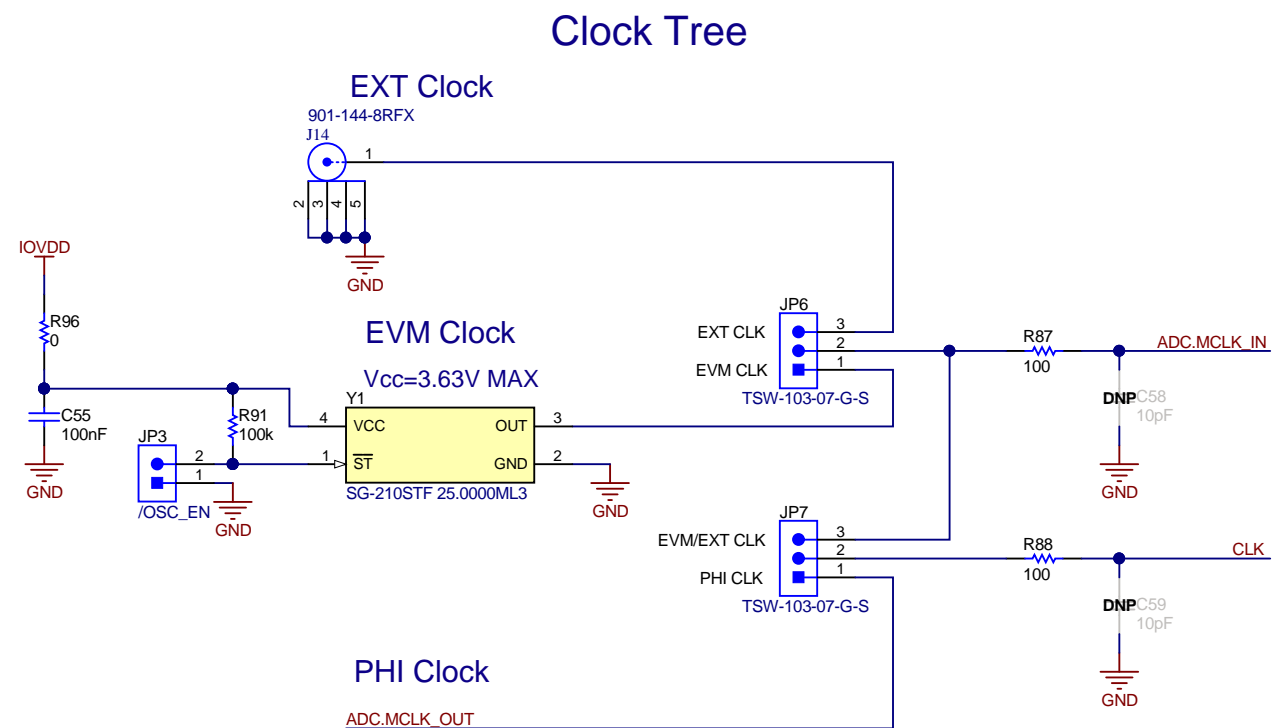 Clock Tree
EXT Clock
901-144-8RFX
J14
1
2
3
4
5
GND
IOVDD
R96
0
C55
100nF
GND
R91
100k
JP3
2
1
/OSC_EN
GND
EVM Clock
Vcc=3.63V MAX
Y1
4
VCC
OUT
3
1
ST
GND
2
SG-210STF 25.0000ML3
GND
JP6
EXT CLK
3
2
EVM CLK
1
TSW-103-07-G-S
R87
100
ADC.MCLK_IN
DNP
C58
10pF
GND
JP7
EVM/EXT CLK
3
2
PHI CLK
1
TSW-103-07-G-S
R88
100
CLK
DNP
C59
10pF
GND
PHI Clock
ADC.MCLK_OUT